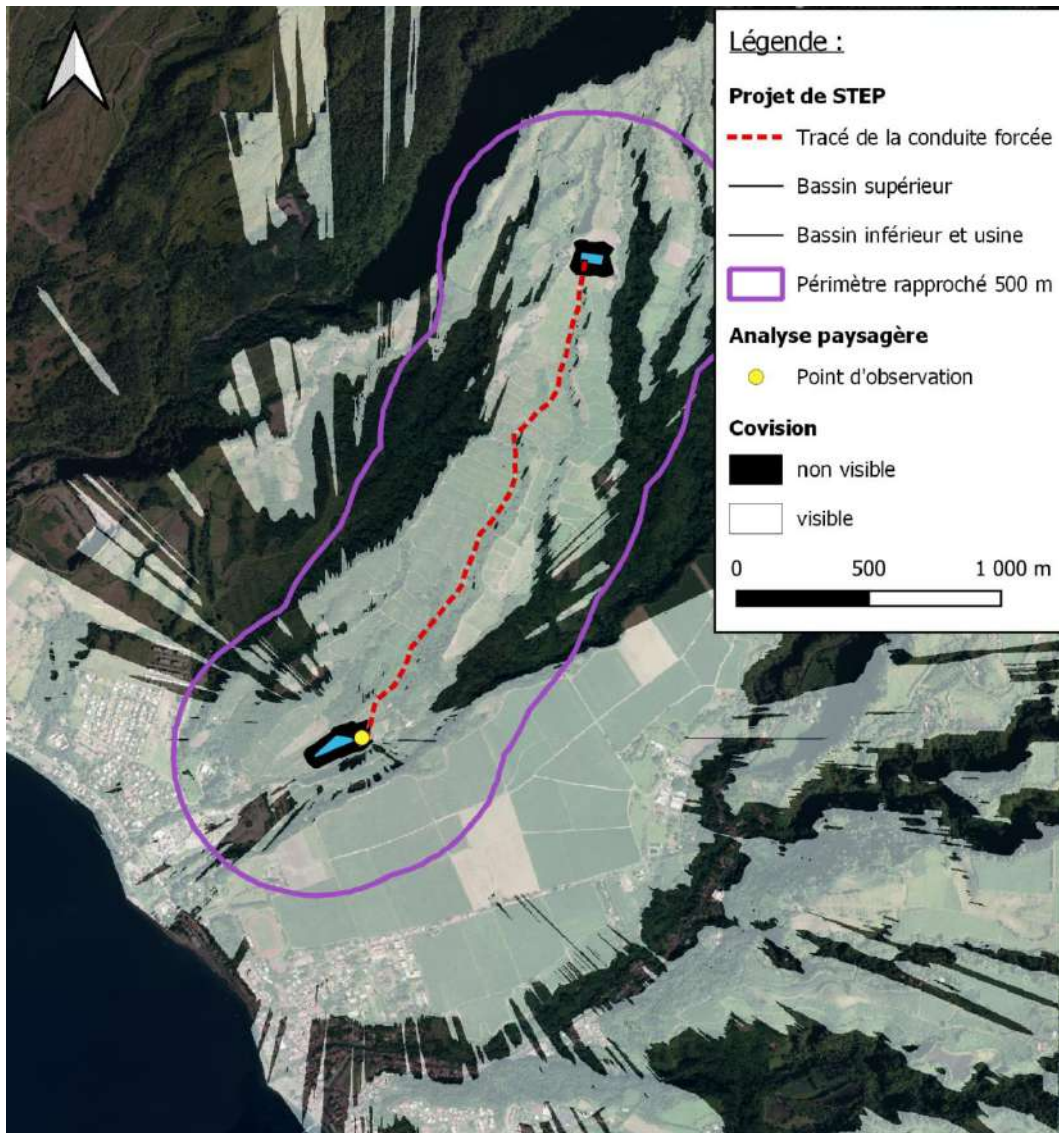 Légende :
Projet de STEP
Tracé de la conduite forcée
Bassin supérieur
Bassin inférieur et usine
Périmètre rapproché 500 m
Analyse paysagère
Point d'observation
Covision
non visible
visible
0 500 1 000 m